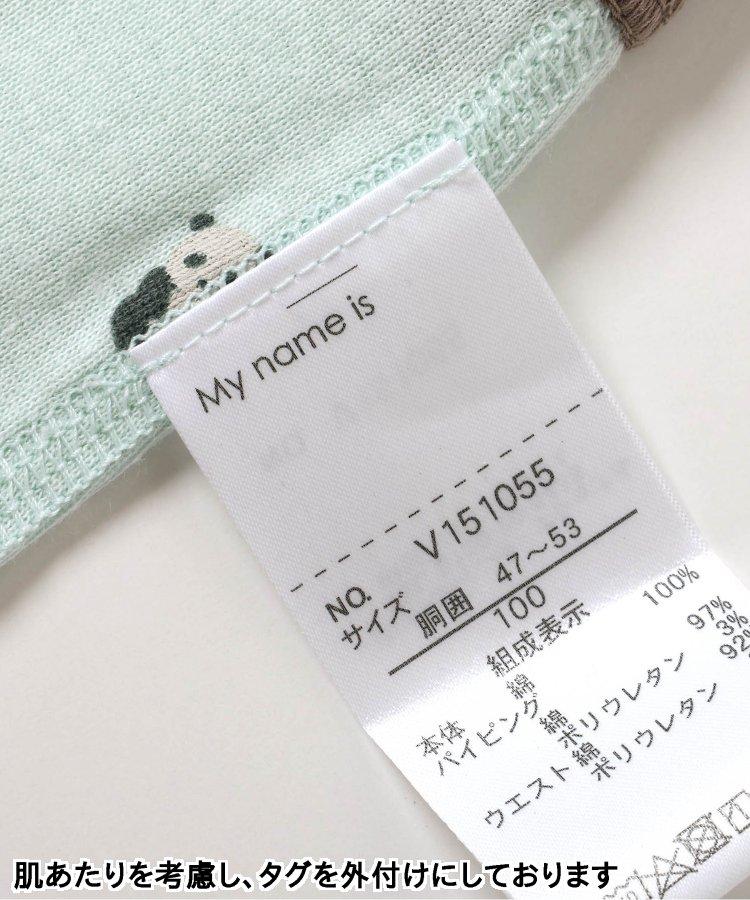 My name is
NO. V151055
サイズ 胴囲 47〜53
100
組成表示
本体 綿 100%
パイピング 綿 97%
ポリウレタン 3%
ウエスト 綿 92%
ポリウレタン
肌あたりを考慮し、タグを外付けにしております